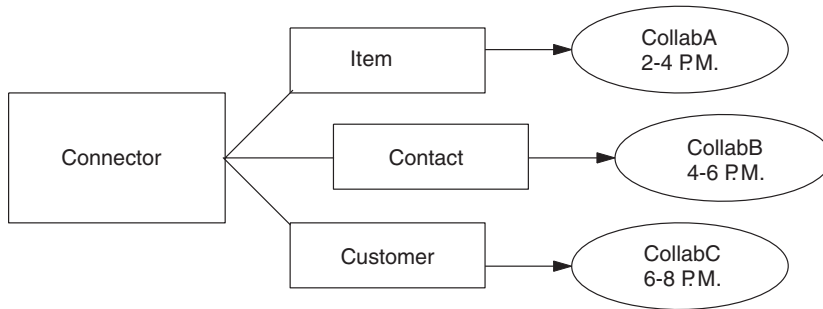 Connector
Item
CollabA
2-4 P.M.
Contact
CollabB
4-6 P.M.
Customer
CollabC
6-8 P.M.